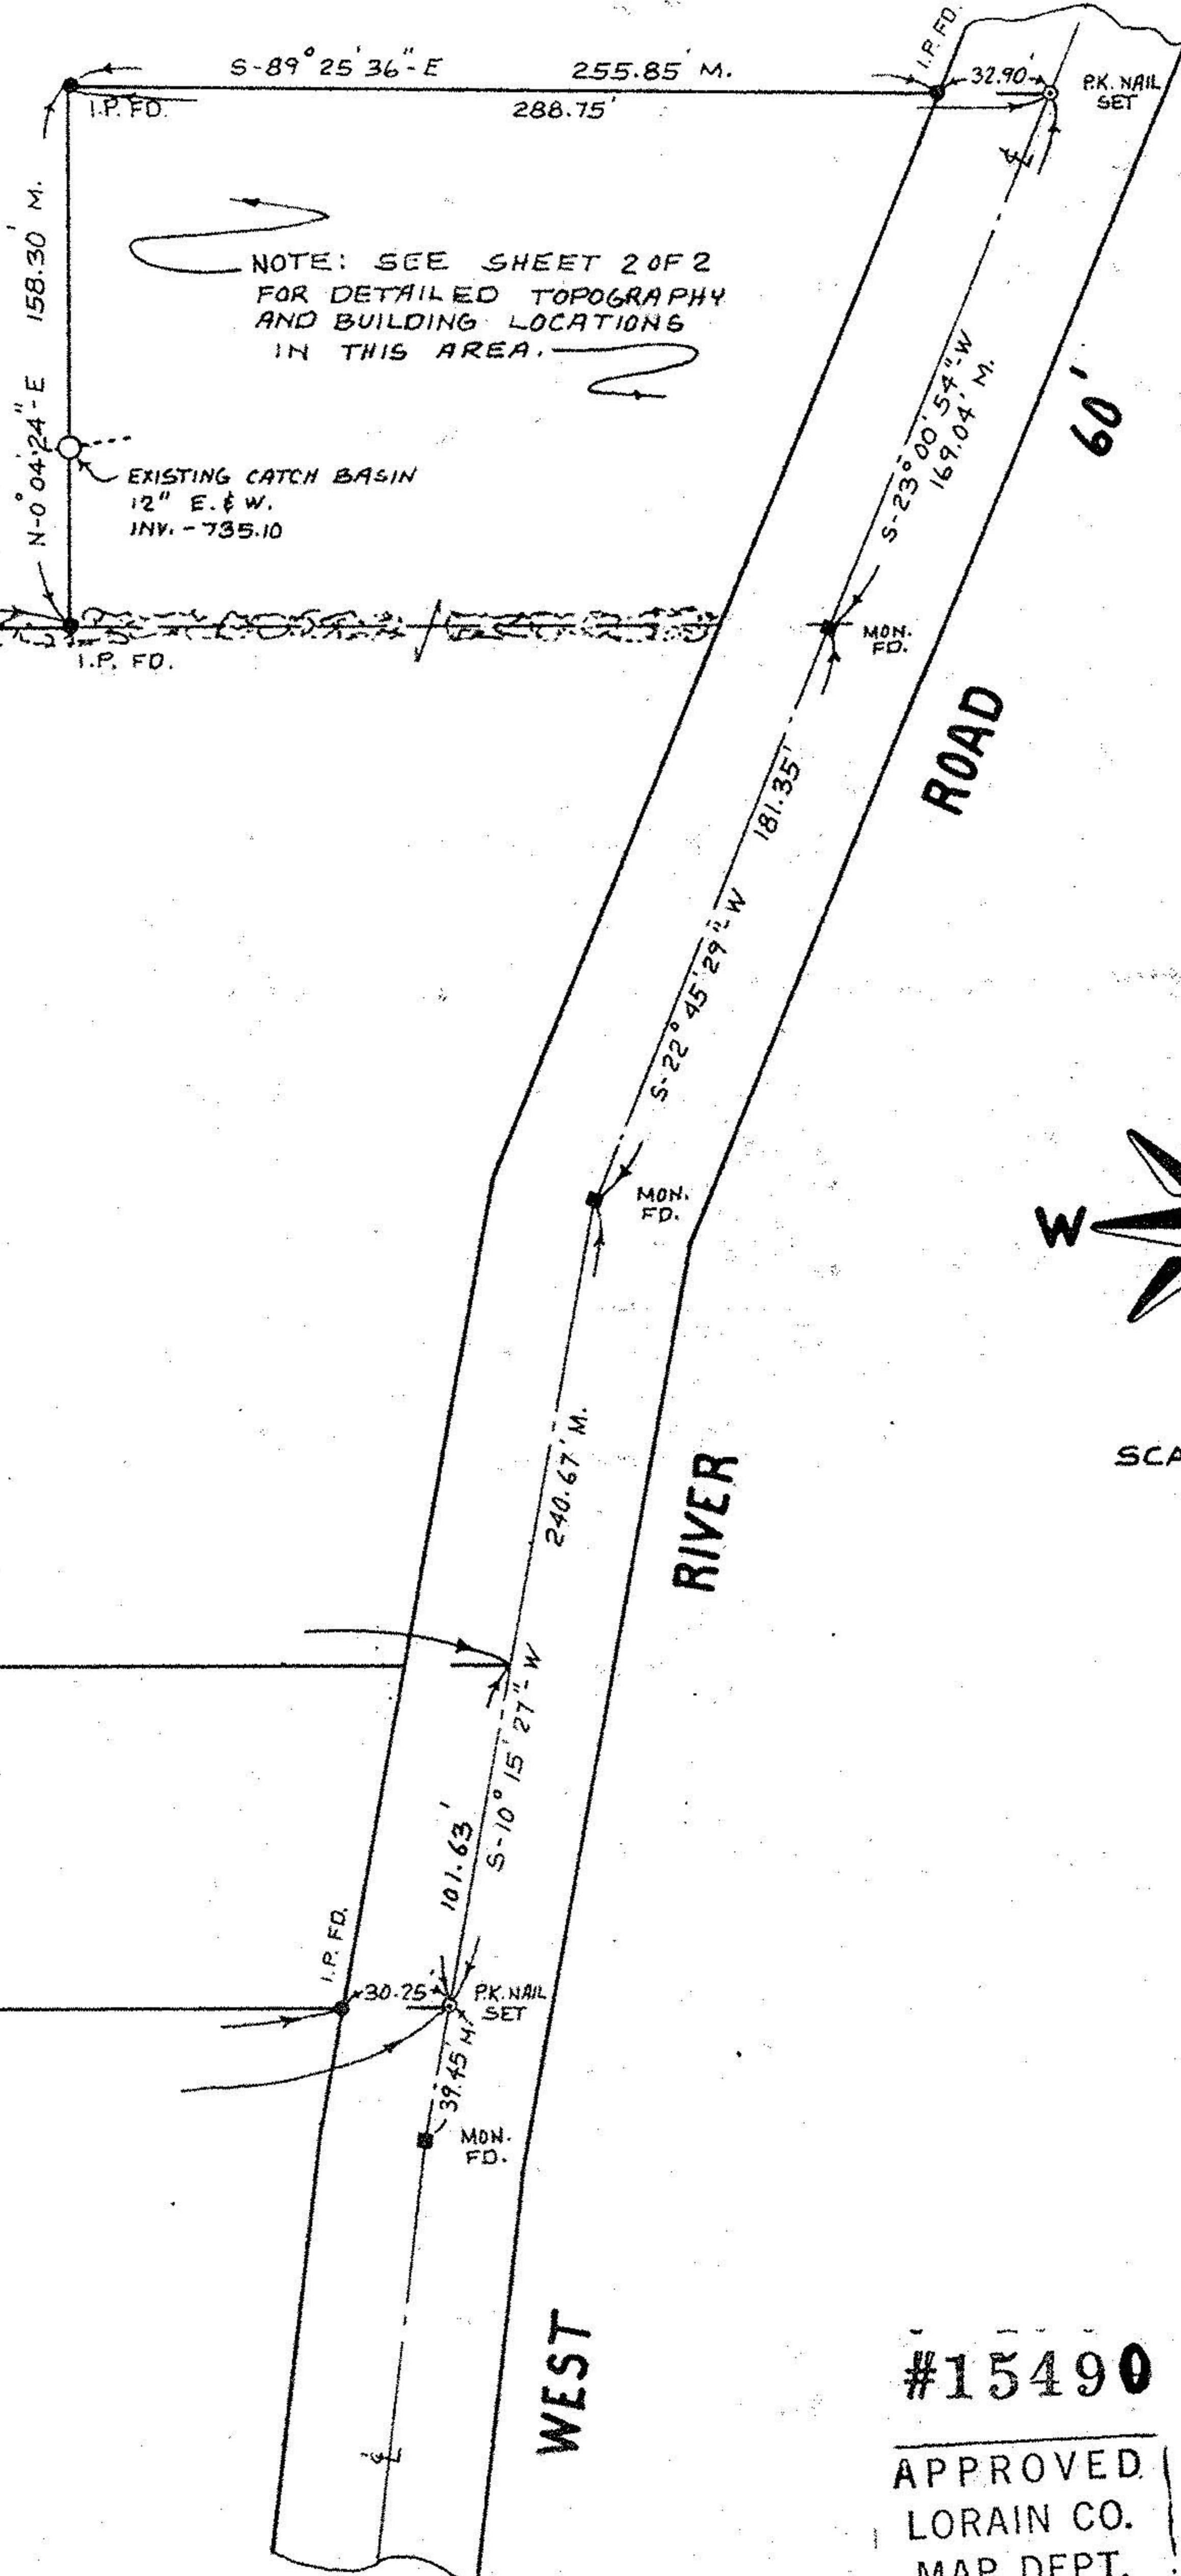 S-89° 25' 36"-E 255.85' M.
288.75'
I.P. FD.
I.P. FD.
32.90'
P.K. NAIL
SET
℄
N-0° 04' 24"-E 158.30' M.
NOTE: SEE SHEET 2 OF 2
FOR DETAILED TOPOGRAPHY
AND BUILDING LOCATIONS
IN THIS AREA.
EXISTING CATCH BASIN
12" E. & W.
INV. - 735.10
I.P. FD.
S-23° 00' 54"-W
169.04' M.
60'
MON.
FD.
ROAD
181.35'
S-22° 45' 29"-W
MON.
FD.
W
240.67' M.
SCA
RIVER
S-10° 15' 27"-W
101.63'
I.P. FD.
30.25'
P.K. NAIL
SET
39.45' M.
MON.
FD.
WEST
℄
#15490
APPROVED
LORAIN CO.
MAP DEPT.